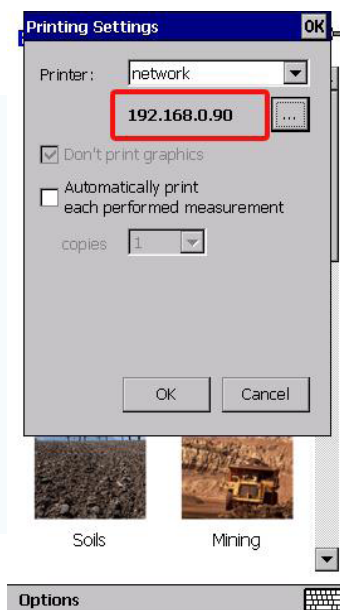 Printing Settings OK
Printer: network
192.168.0.90 ...
Don't print graphics
Automatically print
each performed measurement
copies 1
OK Cancel
Soils Mining
Options